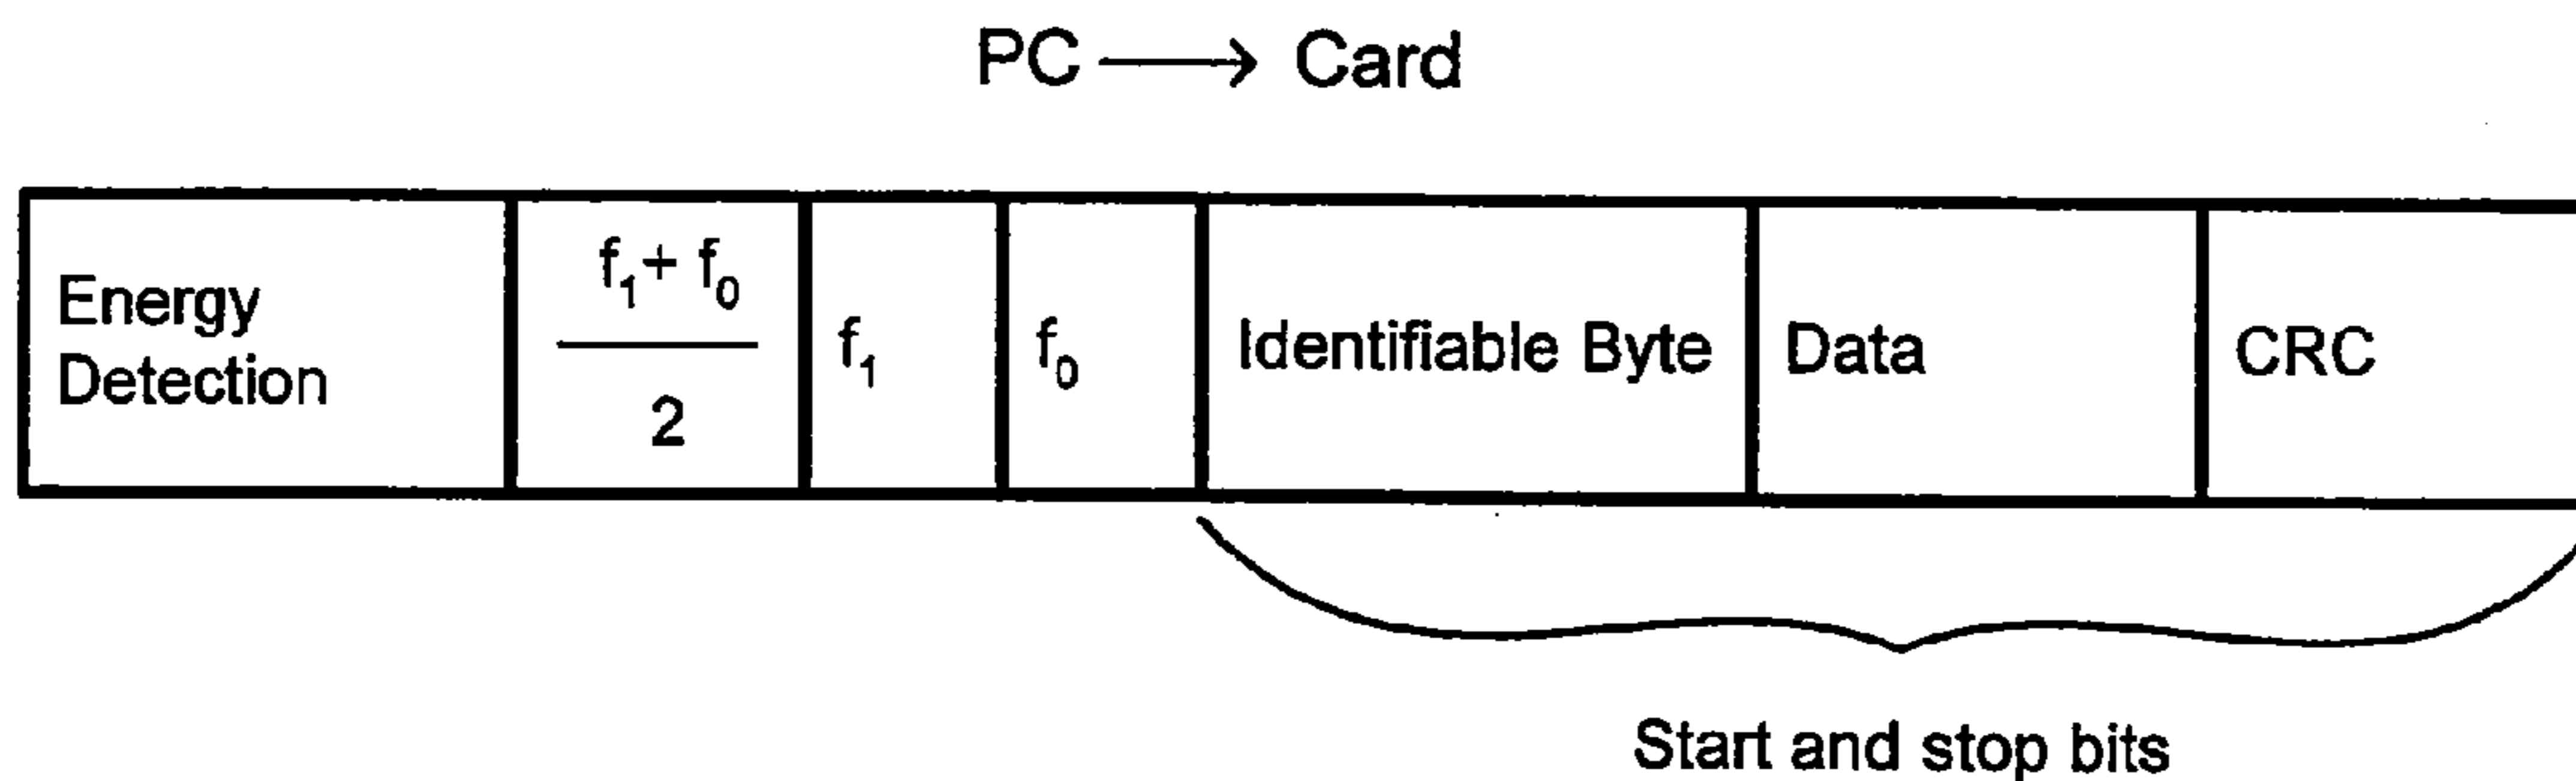 PC → Card
Energy
Detection
f₁+ f₀
2
f₁
f₀
Identifiable Byte
Data
CRC
Start and stop bits